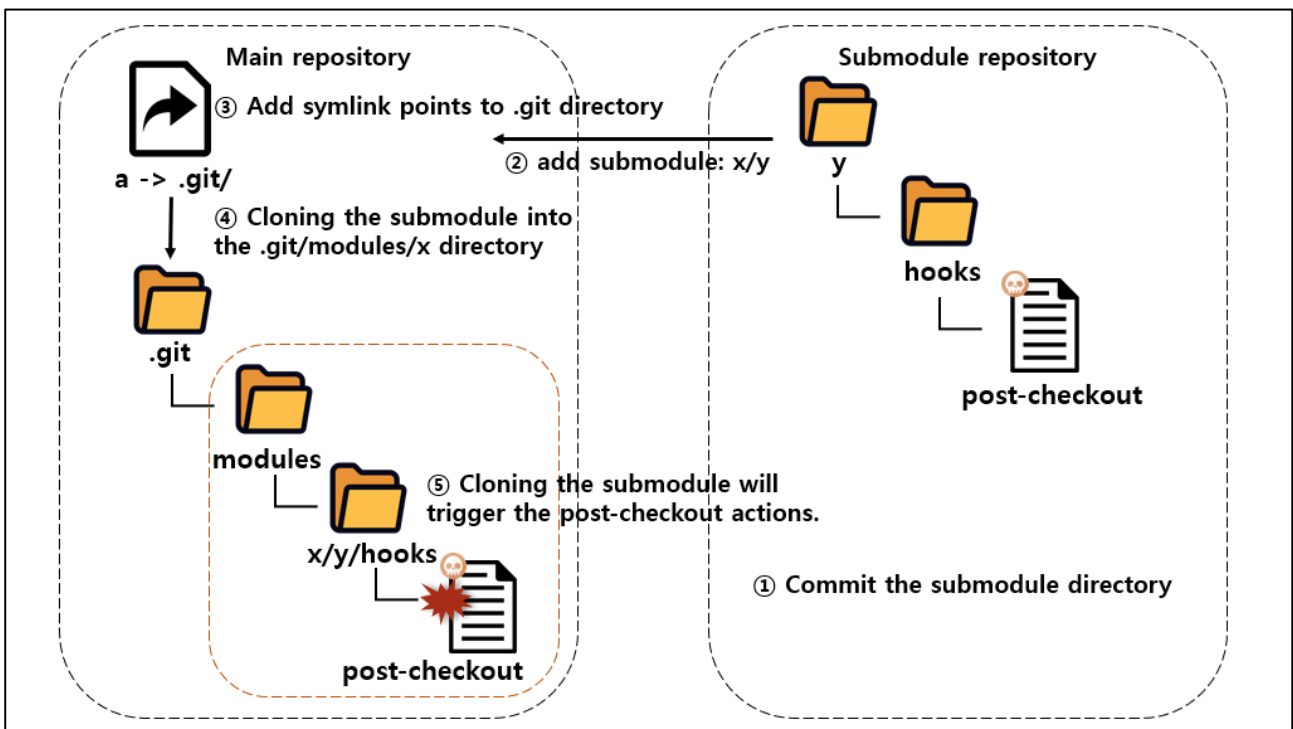 Main repository
③ Add symlink points to .git directory
a -> .git/
④ Cloning the submodule into
the .git/modules/x directory
.git
modules
⑤ Cloning the submodule will
trigger the post-checkout actions.
x/y/hooks
post-checkout
Submodule repository
② add submodule: x/y
y
hooks
post-checkout
① Commit the submodule directory